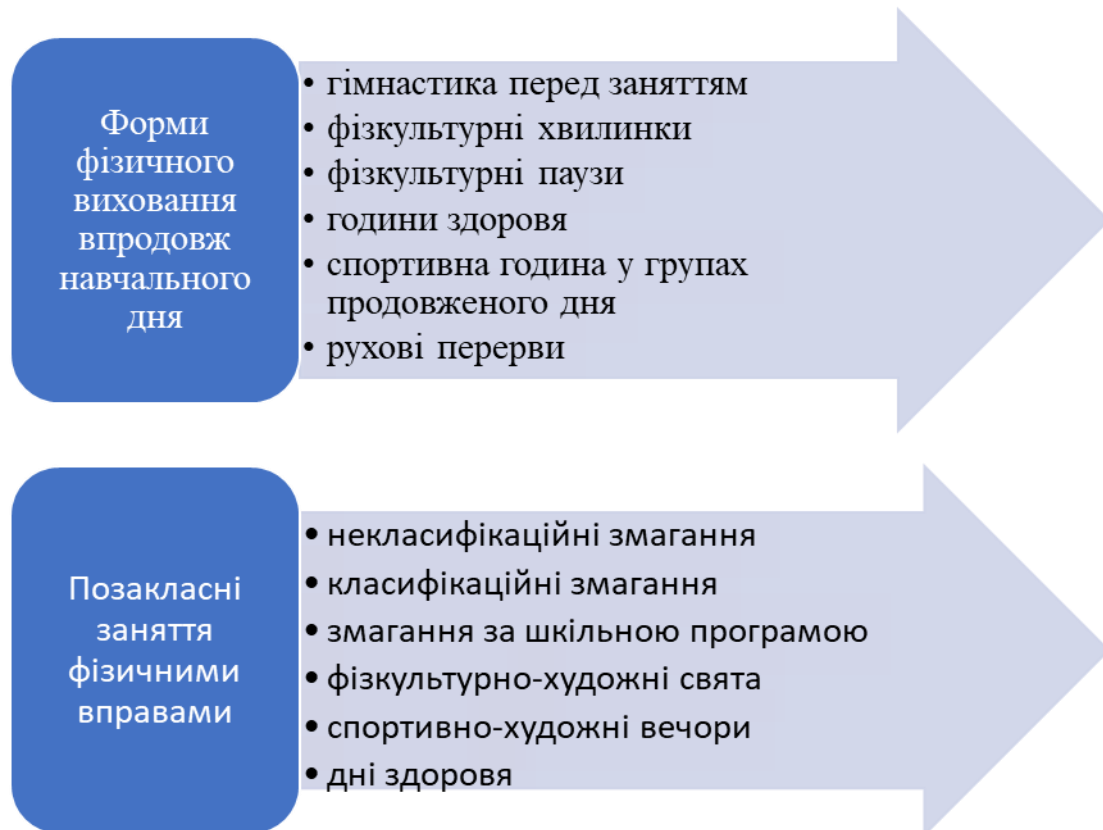 Форми
фізичного
виховання
впродовж
навчального
дня
• гімнастика перед заняттям
• фізкультурні хвилинки
• фізкультурні паузи
• години здоровя
• спортивна година у групах
продовженого дня
• рухові перерви
Позакласні
заняття
фізичними
вправами
• некласифікаційні змагання
• класифікаційні змагання
• змагання за шкільною програмою
• фізкультурно-художні свята
• спортивно-художні вечори
• дні здоровя